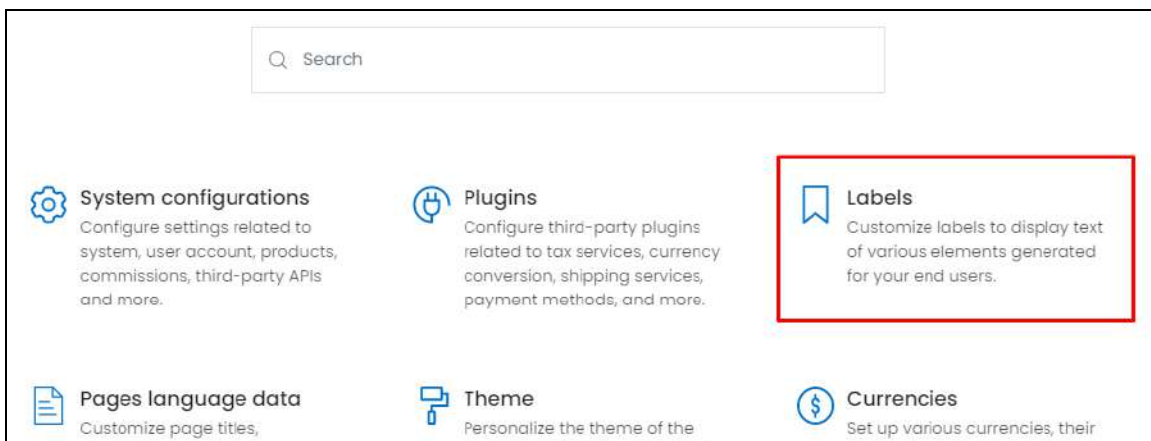 Search
System configurations
Configure settings related to
system, user account, products,
commissions, third-party APIs
and more.
Plugins
Configure third-party plugins
related to tax services, currency
conversion, shipping services,
payment methods, and more.
Labels
Customize labels to display text
of various elements generated
for your end users.
Pages language data
Customize page titles,
Theme
Personalize the theme of the
Currencies
Set up various currencies, their